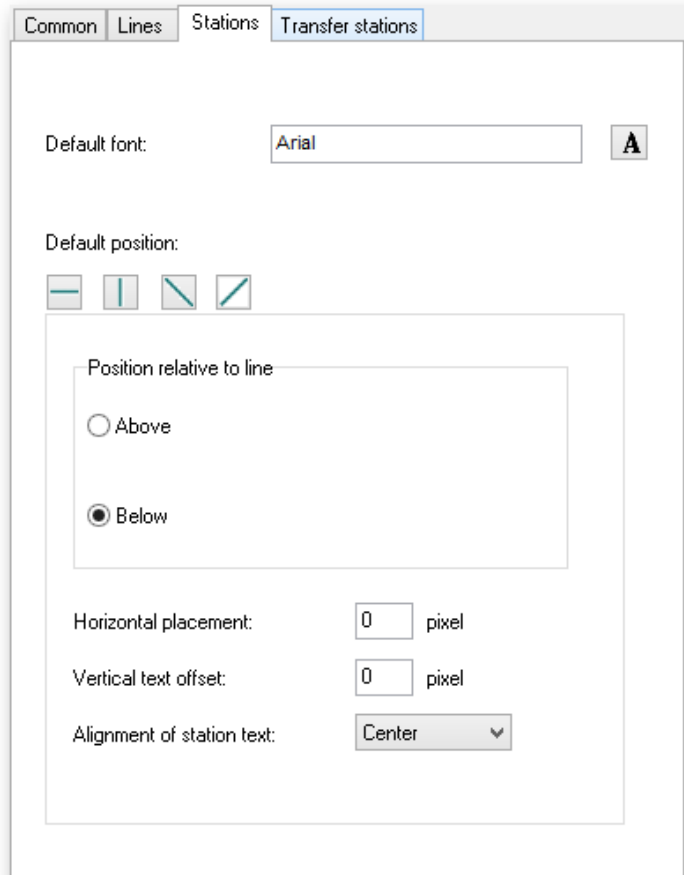 Common Lines Stations Transfer stations
Default font: Arial A
Default position:
Position relative to line
Above
Below
Horizontal placement: 0 pixel
Vertical text offset: 0 pixel
Alignment of station text: Center